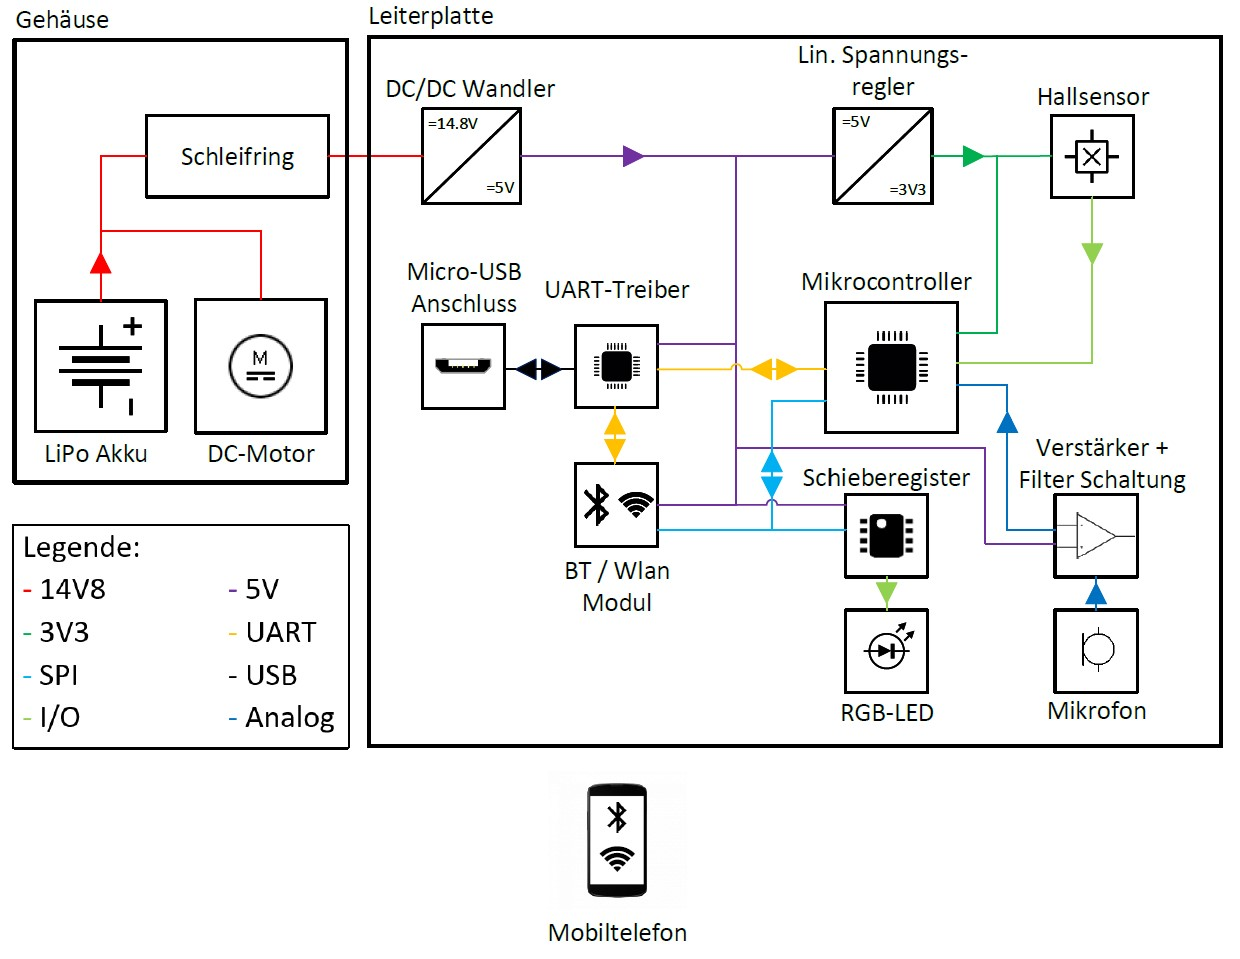 Gehäuse
Leiterplatte
Schleifring
LiPo Akku
M
DC-Motor
DC/DC Wandler
=14.8V
=5V
Lin. Spannungs-
regler
=5V
=3V3
Hallsensor
Micro-USB
Anschluss
UART-Treiber
Mikrocontroller
BT / Wlan
Modul
Schieberegister
RGB-LED
Verstärker +
Filter Schaltung
Mikrofon
Legende:
- 14V8
- 5V
- 3V3
- UART
- SPI
- USB
- I/O
- Analog
Mobiltelefon